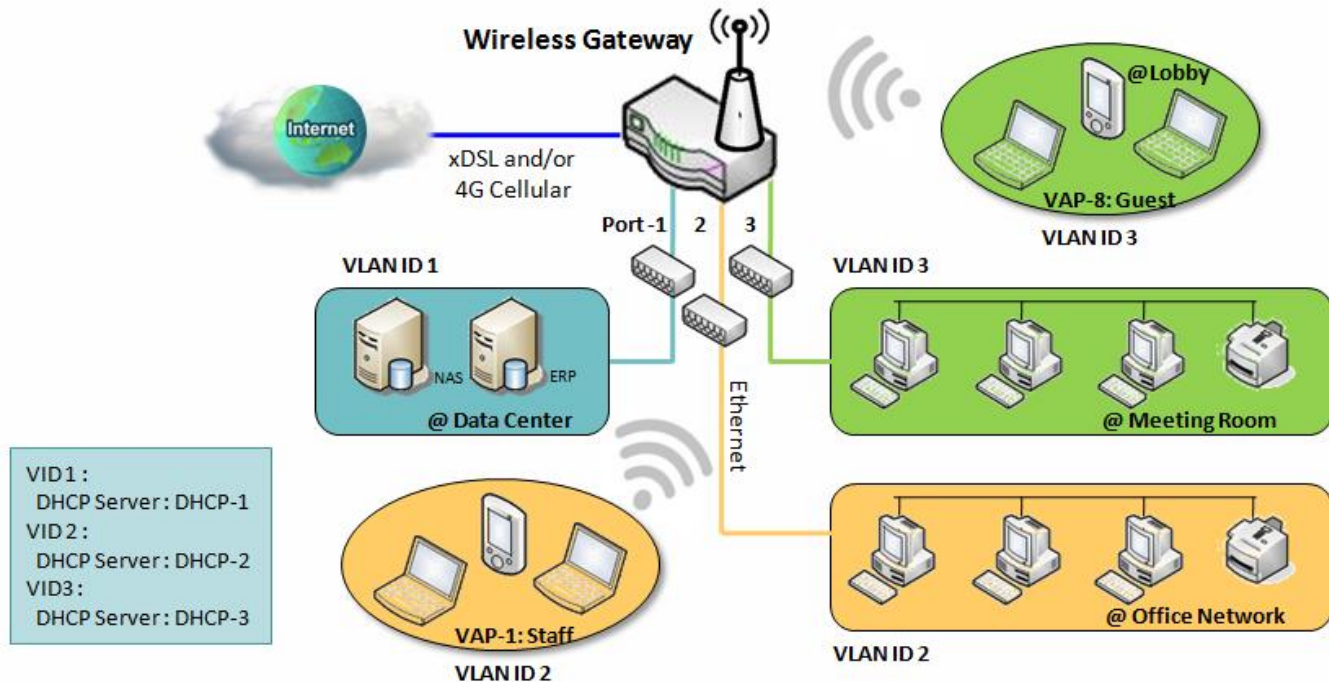 Wireless Gateway
Internet
xDSL and/or
4G Cellular
@Lobby
VAP-8: Guest
VLAN ID 3
Port -1 2 3
VLAN ID 1
NAS
ERP
@ Data Center
VLAN ID 3
@ Meeting Room
Ethernet
VID1 :
DHCP Server : DHCP-1
VID2 :
DHCP Server : DHCP-2
VID3 :
DHCP Server : DHCP-3
VAP-1: Staff
VLAN ID 2
@ Office Network
VLAN ID 2